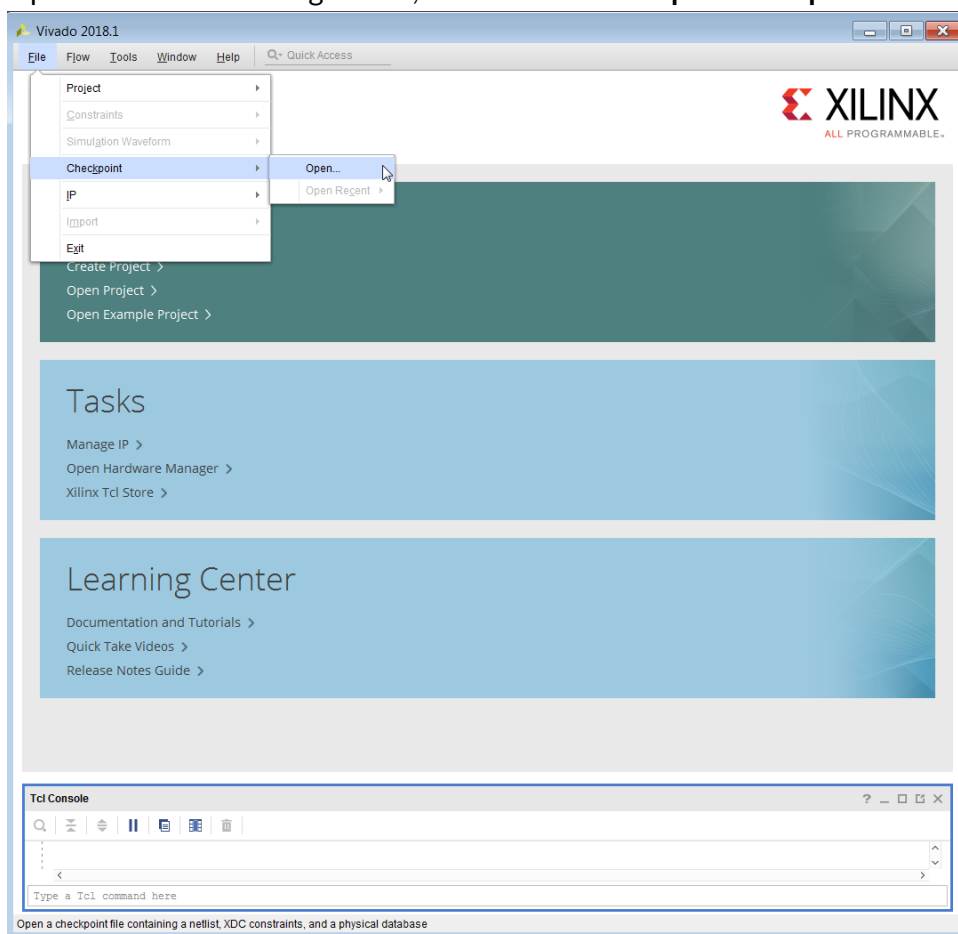 Vivado 2018.1
File Flow Tools Window Help Quick Access
Project
Constraints
Simulgtion Waveform
Checkpoint
IP
Import
Exit
Open...
Open Recent
XILINX
ALL PROGRAMMABLE™
Create Project >
Open Project >
Open Example Project >
Tasks
Manage IP >
Open Hardware Manager >
Xilinx Tcl Store >
Learning Center
Documentation and Tutorials >
Quick Take Videos >
Release Notes Guide >
Tcl Console
Type a Tcl command here
Open a checkpoint file containing a netlist, XDC constraints, and a physical database